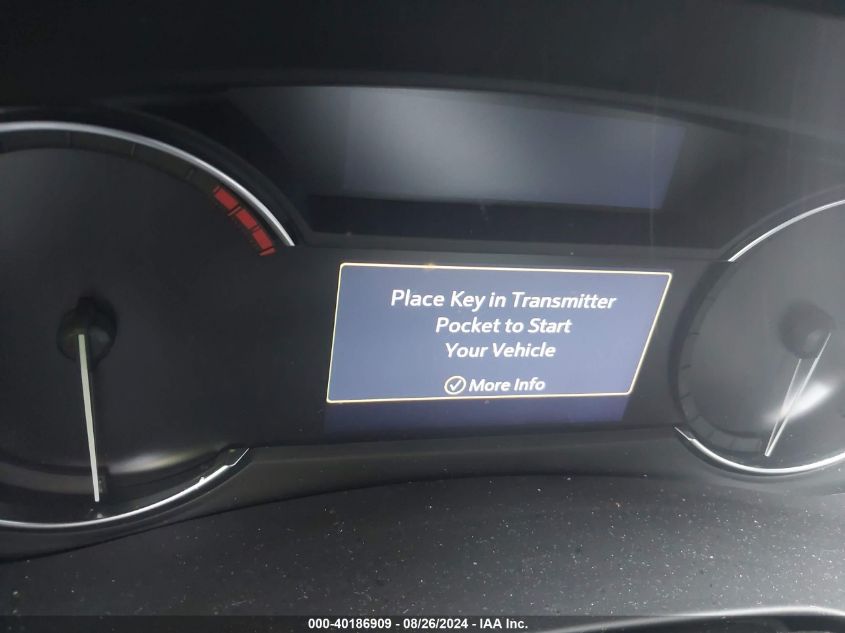 Place Key in Transmitter
Pocket to Start
Your Vehicle
More Info
000-40186909 - 08/26/2024 - IAA Inc.